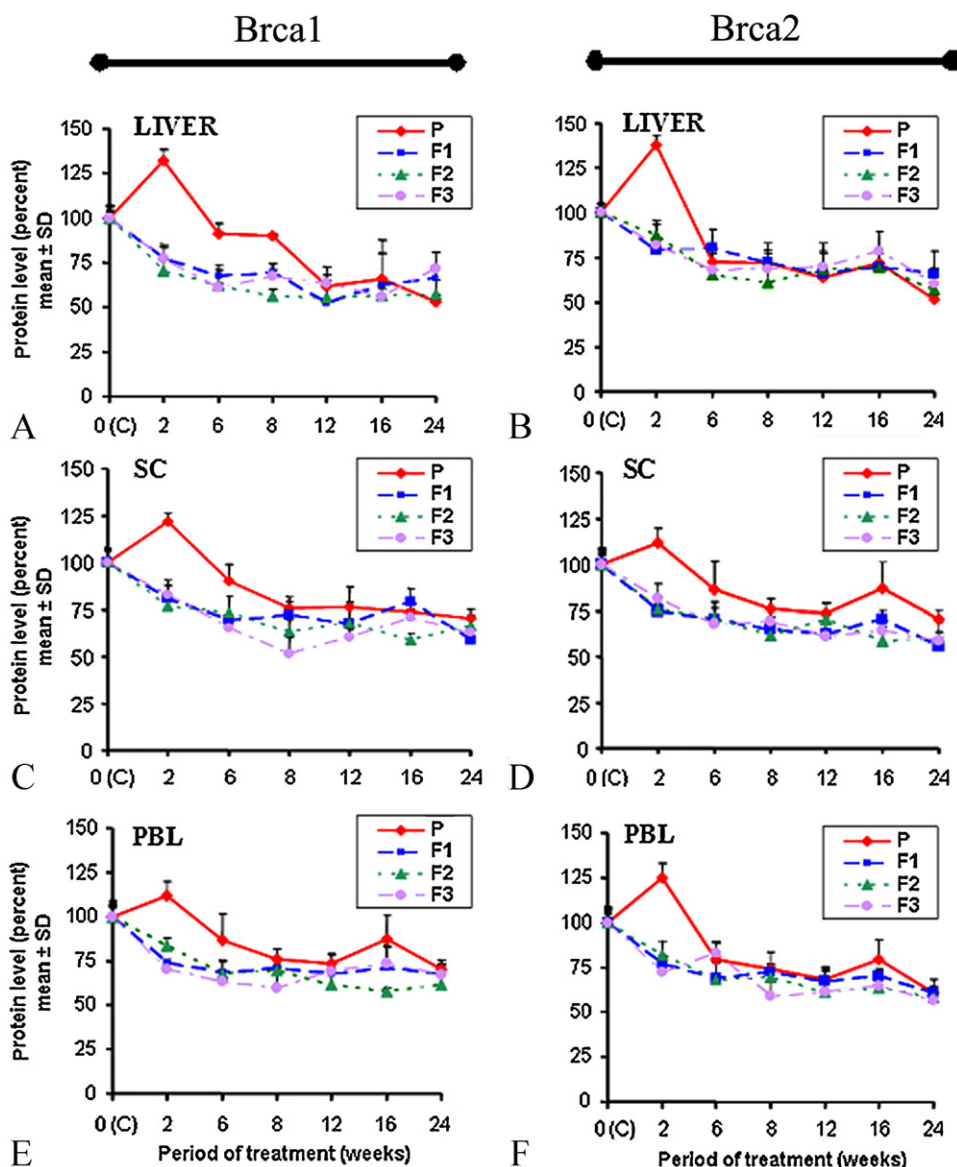 Brca1
Brca2
LIVER
P
F1
F2
F3
150
125
100
75
50
25
0
Protein level (percent)
mean ± SD
0 (C) 2 6 8 12 16 24
A
LIVER
P
F1
F2
F3
150
125
100
75
50
25
0
0 (C) 2 6 8 12 16 24
B
SC
P
F1
F2
F3
150
125
100
75
50
25
0
Protein level (percent)
mean ± SD
0 (C) 2 6 8 12 16 24
C
SC
P
F1
F2
F3
150
125
100
75
50
25
0
0 (C) 2 6 8 12 16 24
D
PBL
P
F1
F2
F3
150
125
100
75
50
25
0
Protein level (percent)
mean ± SD
0 (C) 2 6 8 12 16 24
Period of treatment (weeks)
E
PBL
P
F1
F2
F3
150
125
100
75
50
25
0
0 (C) 2 6 8 12 16 24
Period of treatment (weeks)
F